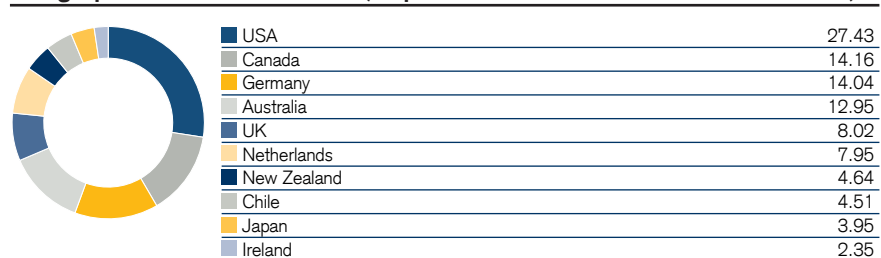 USA 27.43
Canada 14.16
Germany 14.04
Australia 12.95
UK 8.02
Netherlands 7.95
New Zealand 4.64
Chile 4.51
Japan 3.95
Ireland 2.35